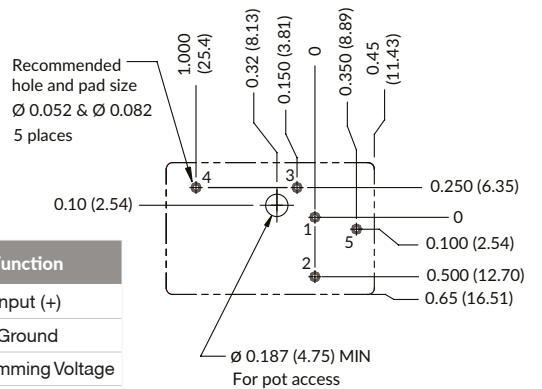 1.000
(25.4)
0.32 (8.13)
0.150 (3.81)
0
0.350 (8.89)
0.45
(11.43)
Recommended
hole and pad size
Ø 0.052 & Ø 0.082
5 places
4
3
0.250 (6.35)
0.10 (2.54)
0
1
5
0.100 (2.54)
2
0.500 (12.70)
0.65 (16.51)
Ø 0.187 (4.75) MIN
For pot access
unction
nput (+)
Ground
mming Voltage